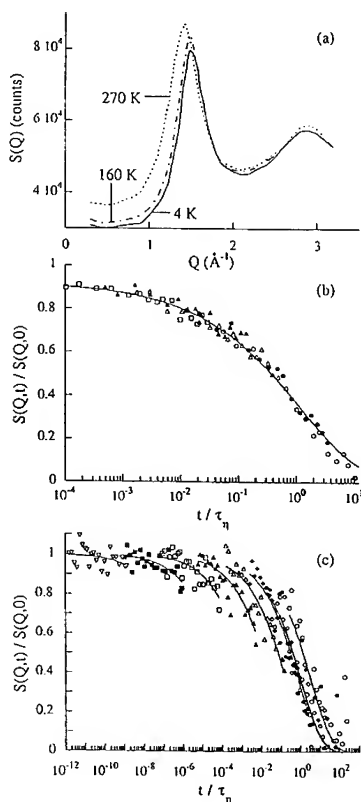 (a)
S(Q) (counts)
8 10⁴
6 10⁴
4 10⁴
270 K
160 K
4 K
0
1
2
3
Q (Å⁻¹)
(b)
S(Q,t) / S(Q,0)
1
0.8
0.6
0.4
0.2
0
10⁻⁴
10⁻³
10⁻²
10⁻¹
10⁰
10¹
t / τη
(c)
S(Q,t) / S(Q,0)
1
0.8
0.6
0.4
0.2
0
10⁻¹²
10⁻¹⁰
10⁻⁸
10⁻⁶
10⁻⁴
10⁻²
10⁰
10²
t / τη